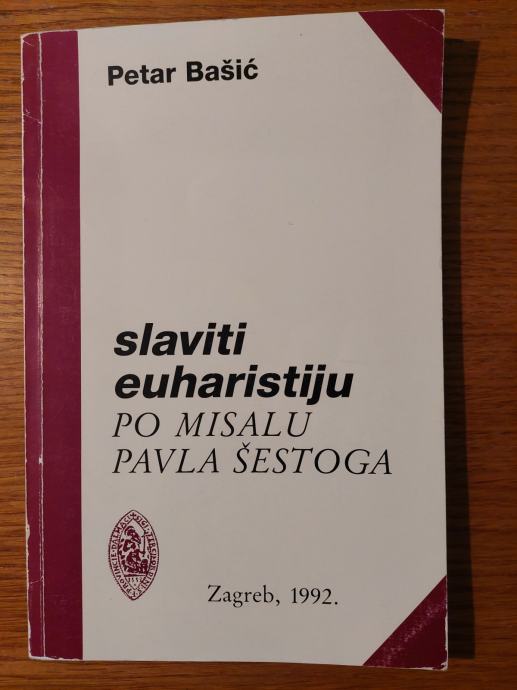 Petar Bašić
slaviti
euharistiju
PO MISALU
PAVLA ŠESTOGA
Zagreb, 1992.